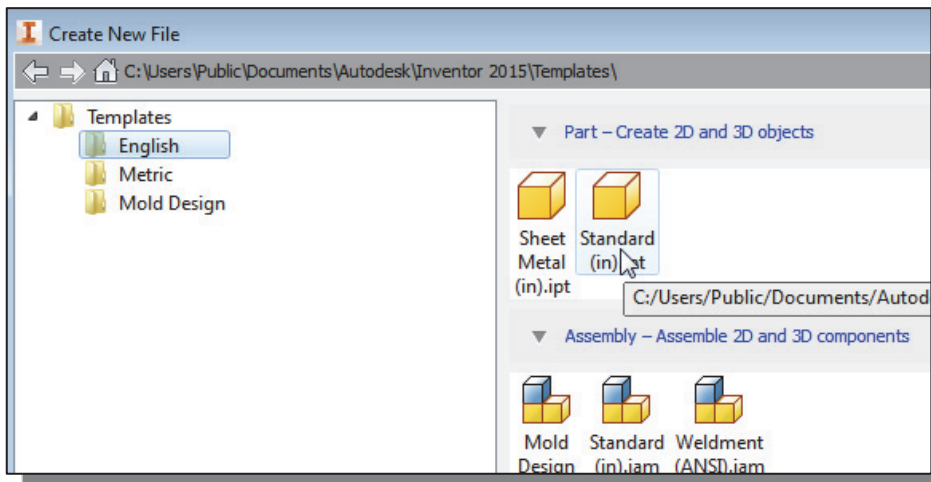 Create New File
C:\Users\Public\Documents\Autodesk\Inventor 2015\Templates\
Templates
English
Metric
Mold Design
Part – Create 2D and 3D objects
Sheet Metal (in).ipt
Standard (in)
C:/Users/Public/Documents/Autod
Assembly – Assemble 2D and 3D components
Mold Design
Standard (in).iam
Weldment (ANSI).iam